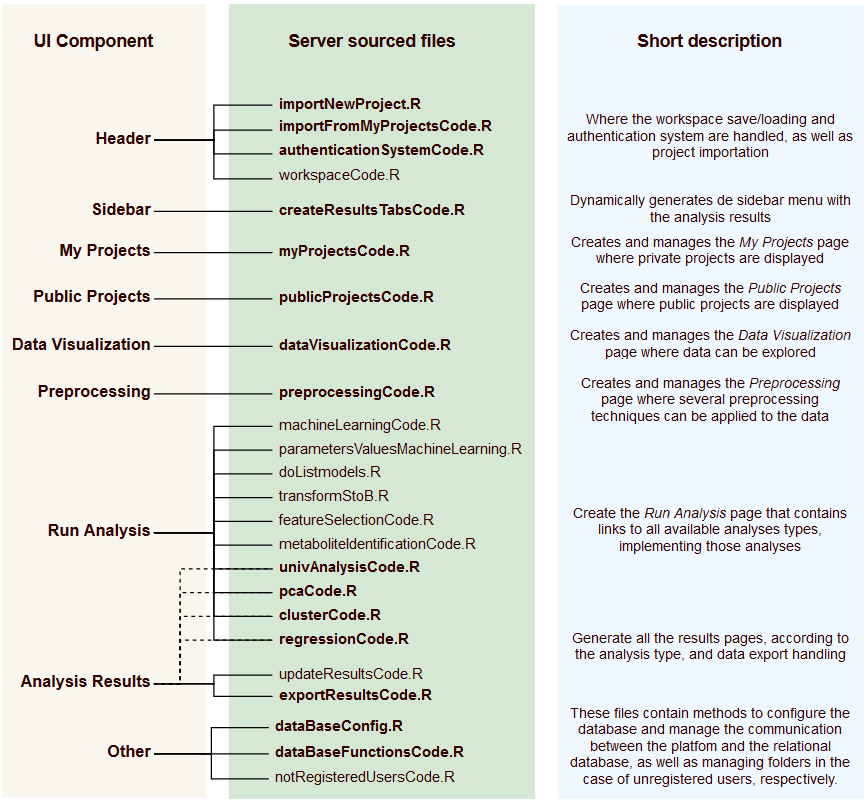 UI Component
Server sourced files
Short description
Header
importNewProject.R
importFromMyProjectsCode.R
authenticationSystemCode.R
workspaceCode.R
Where the workspace save/loading and
authentication system are handled, as well as
project importation
Sidebar
createResultsTabsCode.R
Dynamically generates de sidebar menu with
the analysis results
My Projects
myProjectsCode.R
Creates and manages the My Projects page
where private projects are displayed
Public Projects
publicProjectsCode.R
Creates and manages the Public Projects
page where public projects are displayed
Data Visualization
dataVisualizationCode.R
Creates and manages the Data Visualization
page where data can be explored
Preprocessing
preprocessingCode.R
Creates and manages the Preprocessing
page where several preprocessing
techniques can be applied to the data
Run Analysis
machineLearningCode.R
parametersValuesMachineLearning.R
doListmodels.R
transformStoB.R
featureSelectionCode.R
metaboliteIdentificationCode.R
univAnalysisCode.R
pcaCode.R
clusterCode.R
regressionCode.R
Create the Run Analysis page that contains
links to all available analyses types,
implementing those analyses
Analysis Results
updateResultsCode.R
exportResultsCode.R
Generate all the results pages, according to
the analysis type, and data export handling
Other
dataBaseConfig.R
dataBaseFunctionsCode.R
notRegisteredUsersCode.R
These files contain methods to configure the
database and manage the communication
between the platfom and the relational
database, as well as managing folders in the
case of unregistered users, respectively.